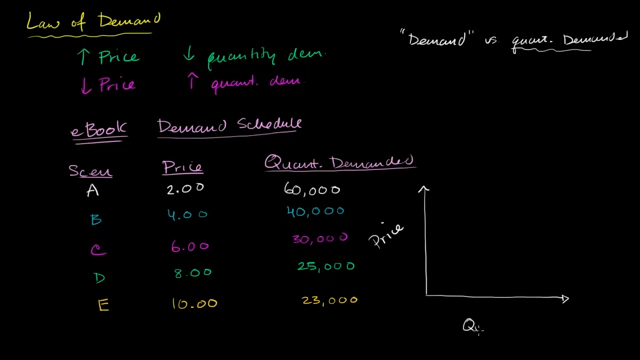 Law of Demand
"Demand" vs quant. Demanded
↑ Price ↓ quantity dem.
↓ Price ↑ quant. dem
eBook Demand Schedule
Scen Price Quant. Demanded
A 2.00 60,000
B 4.00 40,000
C 6.00 30,000
D 8.00 25,000
E 10.00 23,000
Price
Qu